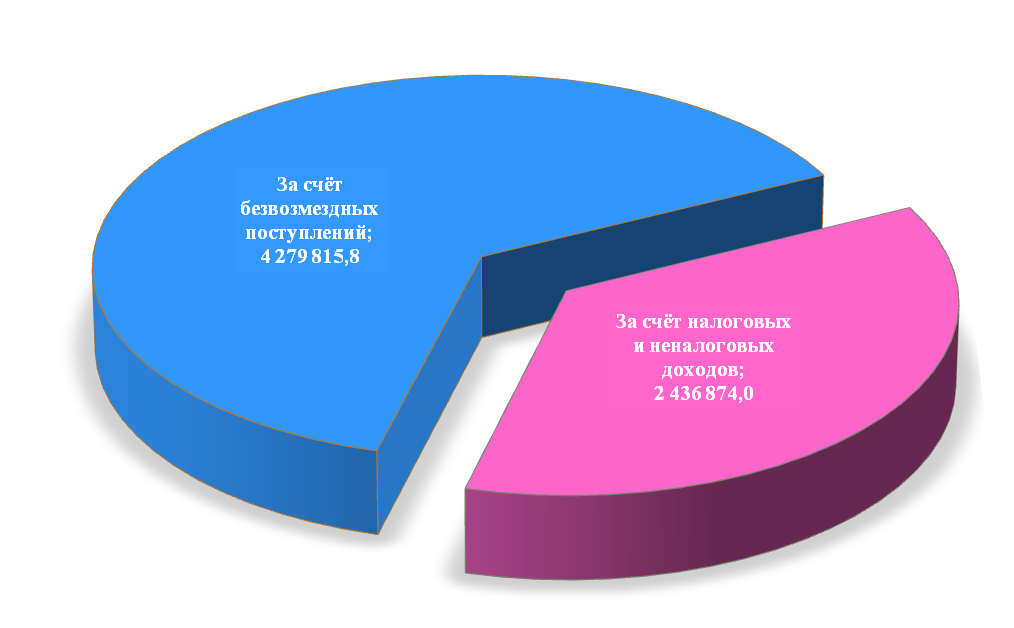 За счёт
безвозмездных
поступлений;
4 279 815,8
За счёт налоговых
и неналоговых
доходов;
2 436 874,0